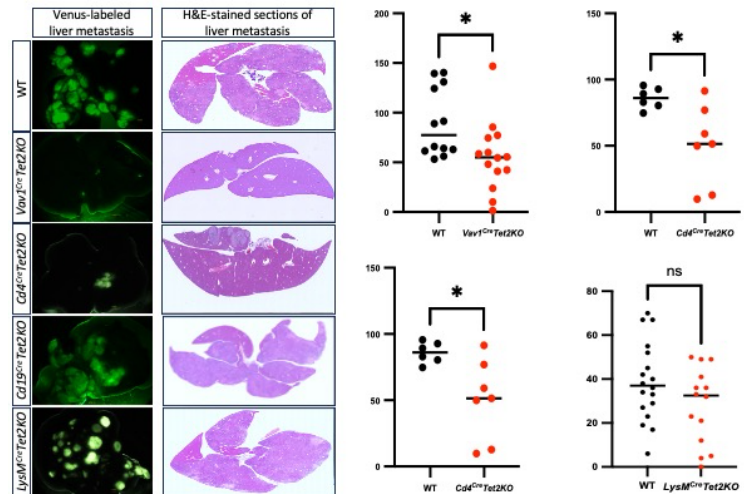 Venus-labeled
liver metastasis
H&E-stained sections of
liver metastasis
WT
Vav1CreTet2KO
Cd4CreTet2KO
Cd19CreTet2KO
LysMCreTet2KO
200
150
100
50
0
*
WT
Vav1CreTet2KO
150
100
50
0
*
WT
Cd4CreTet2KO
150
100
50
0
*
WT
Cd4CreTet2KO
80
60
40
20
0
ns
WT
LysMCreTet2KO